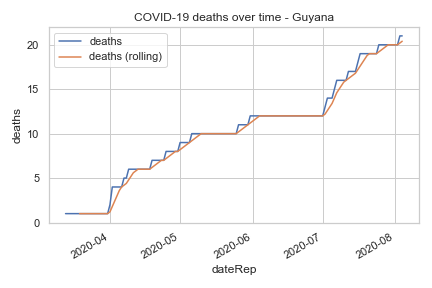 COVID-19 deaths over time - Guyana
deaths
deaths (rolling)
deaths
20
15
10
5
0
2020-04
2020-05
2020-06
2020-07
2020-08
dateRep